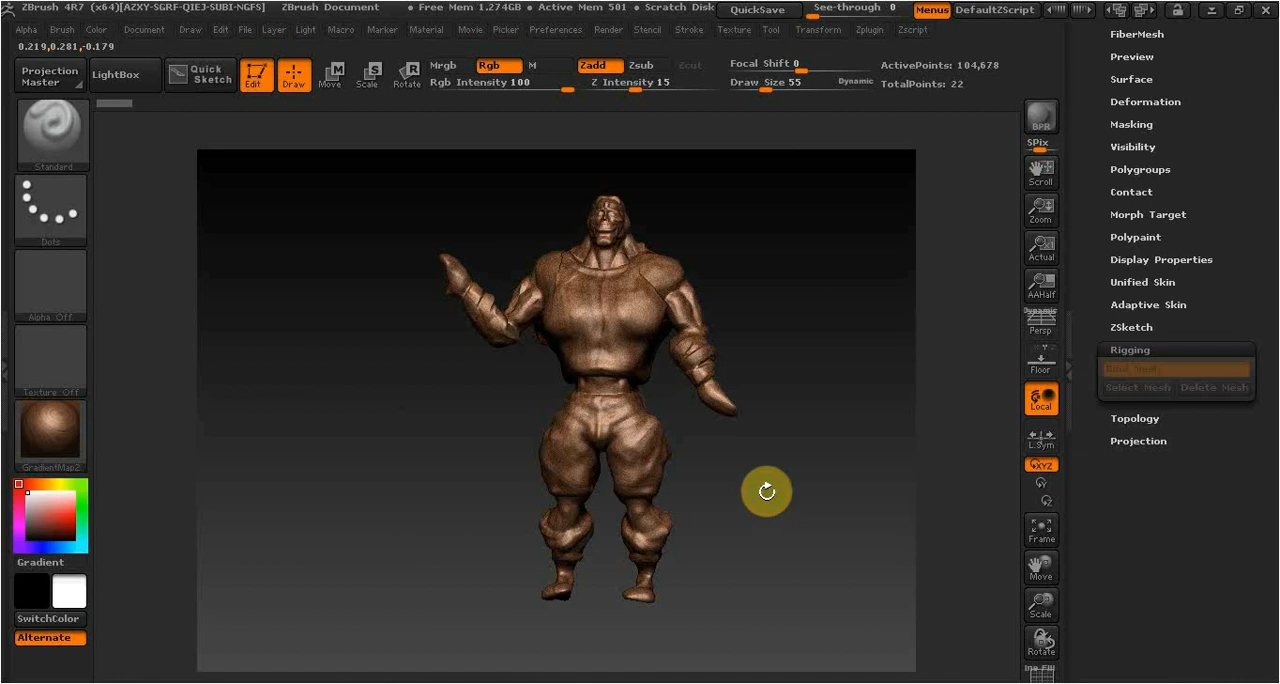 ZBrush 4R7 (x64)[AZXY-SGRF-QIEJ-SUBI-NGFS] ZBrush Document • Free Mem 1.274GB • Active Mem 501 • Scratch Disk QuickSave See-through 0 Menus DefaultZScript
Alpha Brush Color Document Draw Edit File Layer Light Macro Marker Material Movie Picker Preferences Render Stencil Stroke Texture Tool Transform Zplugin Zscript
0.219,0.281,-0.179
Projection Master
LightBox
Quick Sketch
Edit
Draw
Move
Scale
Rotate
Mrgb Rgb M
Rgb Intensity 100
Zadd Zsub Zcut
Z Intensity 15
Focal Shift 0
Draw Size 55 Dynamic
ActivePoints: 104,678
TotalPoints: 22
Standard
Dots
Alpha Off
Texture Off
GradientMap2
Gradient
SwitchColor
Alternate
BPR
SPix
Scroll
Zoom
Actual
AAHalf
Dynamic
Persp
Floor
Local
L.Sym
XYZ
Y
Z
Frame
Move
Scale
Rotate
FiberMesh
Preview
Surface
Deformation
Masking
Visibility
Polygroups
Contact
Morph Target
Polypaint
Display Properties
Unified Skin
Adaptive Skin
ZSketch
Rigging
Bind Mesh
Select Mesh Delete Mesh
Topology
Projection